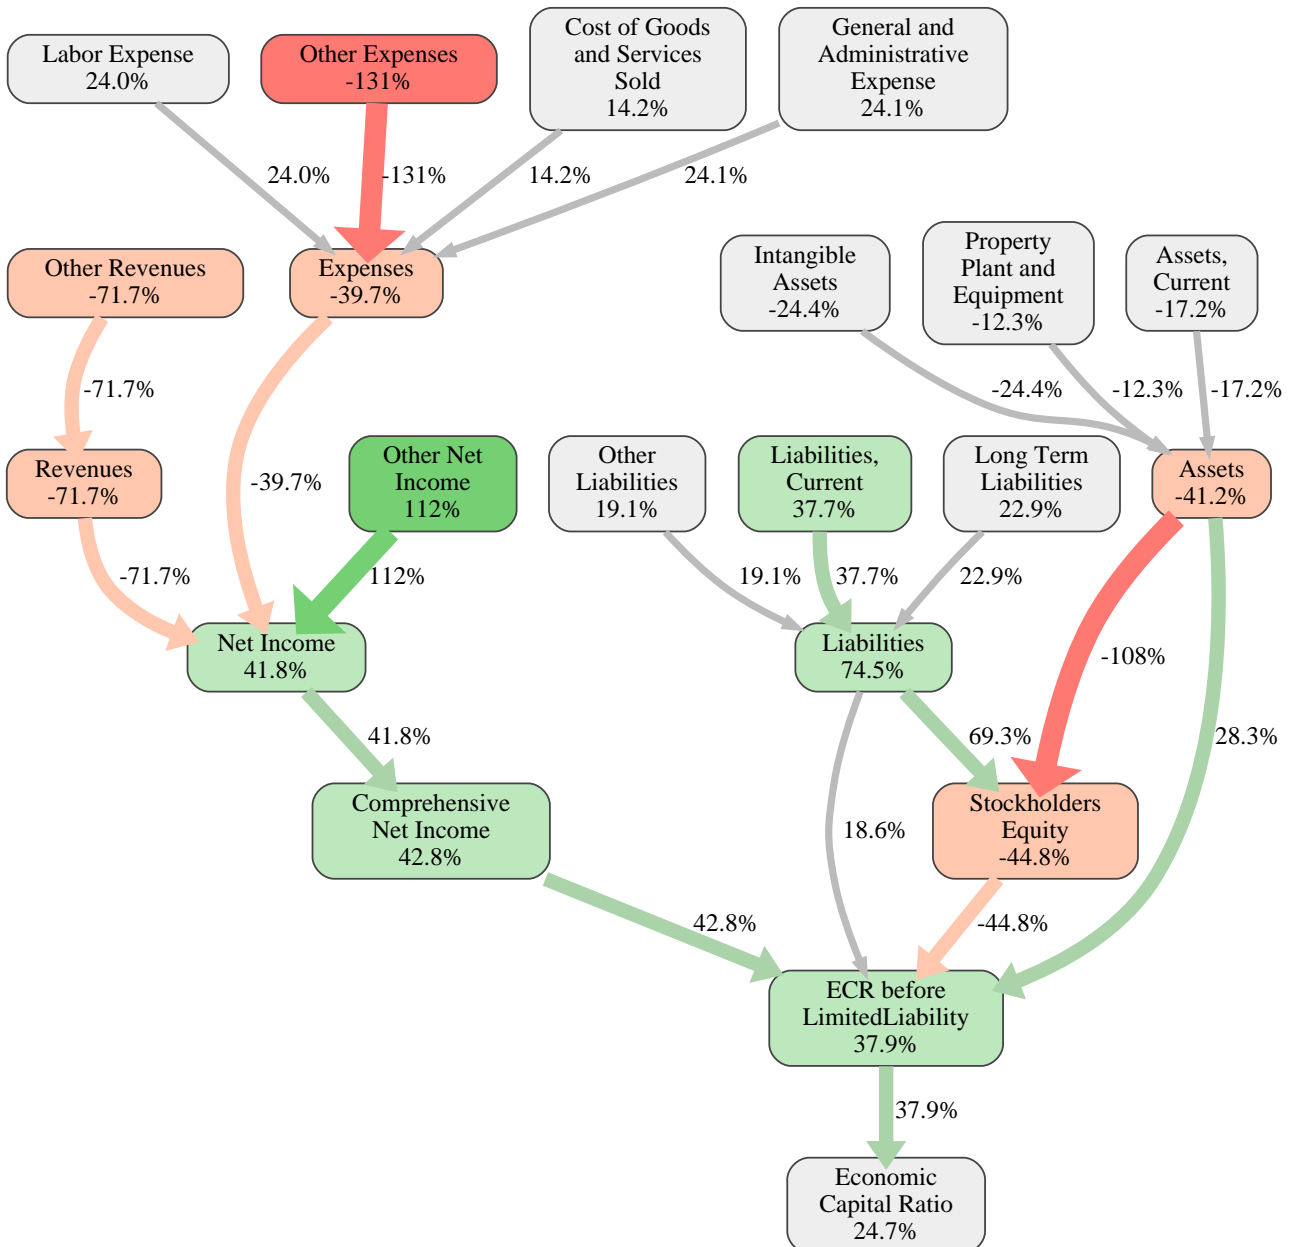 Labor Expense
24.0%
Other Expenses
-131%
Cost of Goods
and Services
Sold
14.2%
General and
Administrative
Expense
24.1%
24.0%
-131%
14.2%
24.1%
Other Revenues
-71.7%
Expenses
-39.7%
Intangible
Assets
-24.4%
Property
Plant and
Equipment
-12.3%
Assets,
Current
-17.2%
-71.7%
-24.4%
-12.3%
-17.2%
Revenues
-71.7%
-39.7%
Other Net
Income
112%
Other
Liabilities
19.1%
Liabilities,
Current
37.7%
Long Term
Liabilities
22.9%
Assets
-41.2%
-71.7%
112%
19.1%
37.7%
22.9%
Net Income
41.8%
Liabilities
74.5%
-108%
41.8%
69.3%
28.3%
Comprehensive
Net Income
42.8%
18.6%
Stockholders
Equity
-44.8%
42.8%
-44.8%
ECR before
LimitedLiability
37.9%
37.9%
Economic
Capital Ratio
24.7%